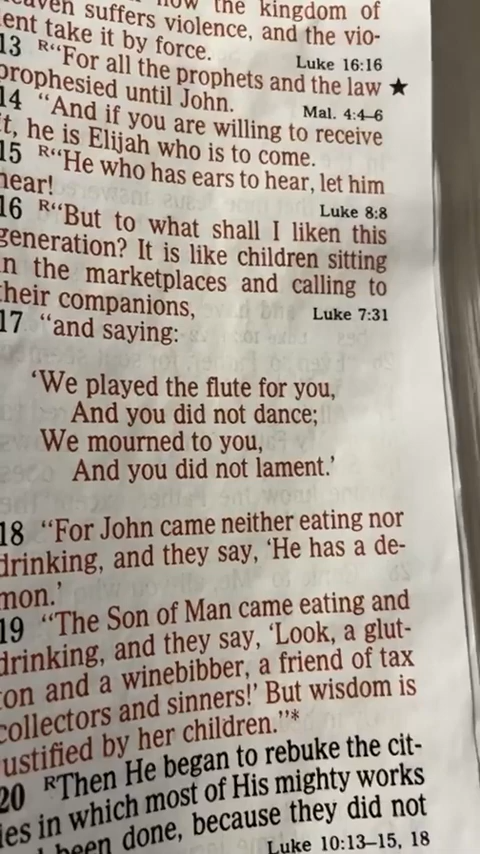 eaven suffers violence, and the vio-
ent take it by force.
Luke 16:16
13 R“For all the prophets and the law ★
prophesied until John.
Mal. 4:4–6
14 “And if you are willing to receive
t, he is Elijah who is to come.
15 R“He who has ears to hear, let him
hear!
Luke 8:8
16 R“But to what shall I liken this
generation? It is like children sitting
n the marketplaces and calling to
their companions,
Luke 7:31
17 “and saying:
‘We played the flute for you,
And you did not dance;
We mourned to you,
And you did not lament.’
18 “For John came neither eating nor
drinking, and they say, ‘He has a de-
mon.’
19 “The Son of Man came eating and
drinking, and they say, ‘Look, a glut-
ton and a winebibber, a friend of tax
collectors and sinners!’ But wisdom is
ustified by her children.”*
20 RThen He began to rebuke the cit-
ies in which most of His mighty works
been done, because they did not
Luke 10:13–15, 18